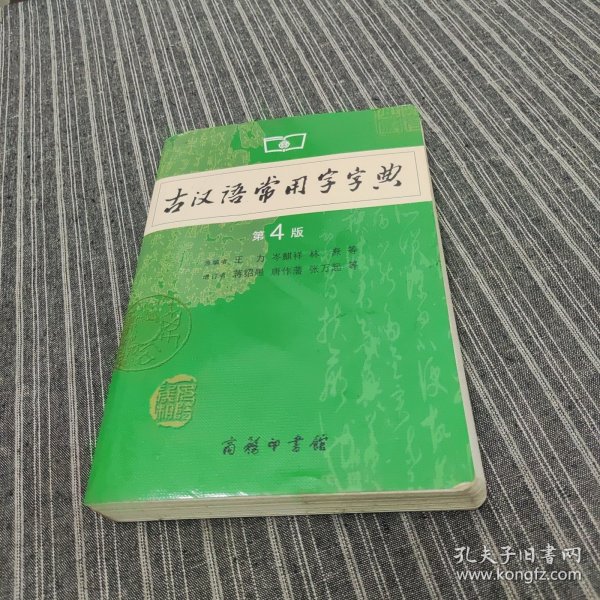 古汉语常用字字典
第4版
原编者 王力 岑麒祥 林焘 等
增订者 蒋绍愚 唐作藩 张万起 等
商务印书馆
孔夫子旧书网
www.kongfz.com